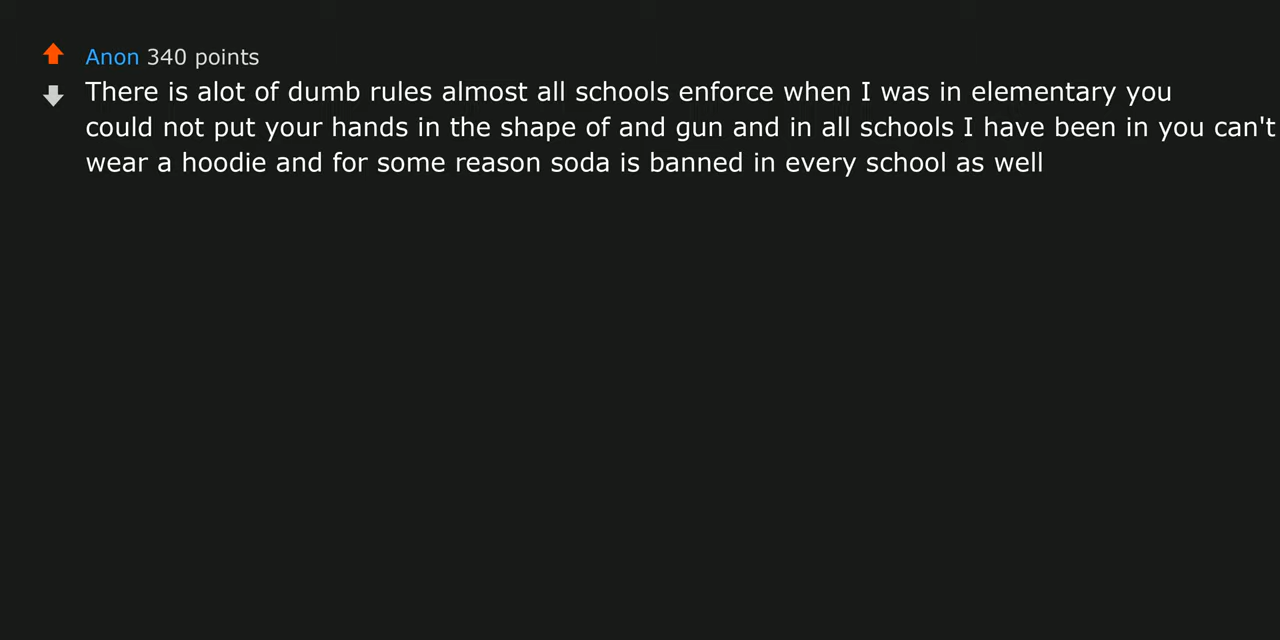 Anon 340 points
There is alot of dumb rules almost all schools enforce when I was in elementary you
could not put your hands in the shape of and gun and in all schools I have been in you can't
wear a hoodie and for some reason soda is banned in every school as well